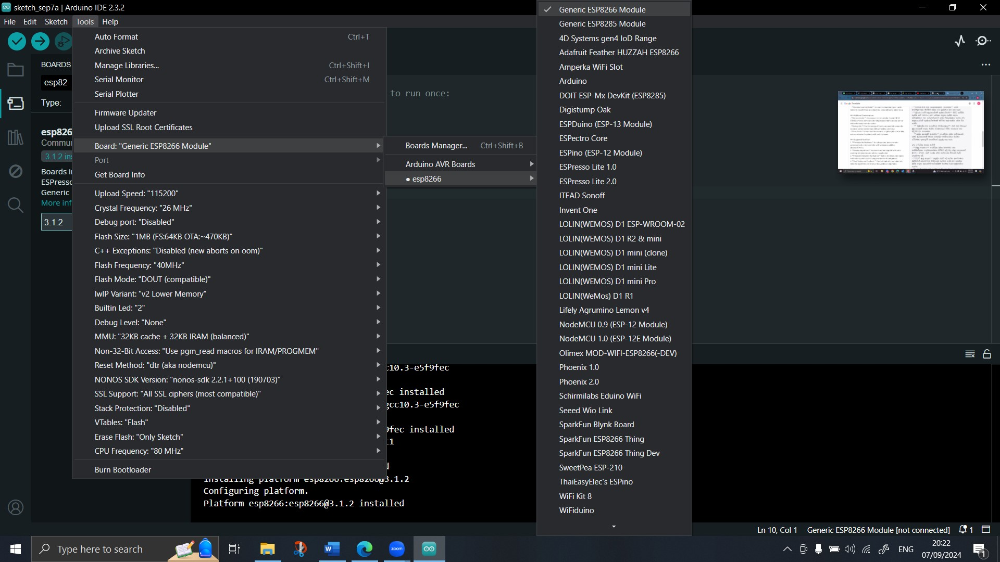 sketch_sep7a | Arduino IDE 2.3.2
File Edit Sketch Tools Help
BOARDS
esp82
Type:
esp826
Commu
3.1.2 ins
Boards i
ESPresso
Generic
More inf
3.1.2
Auto Format Ctrl+T
Archive Sketch
Manage Libraries... Ctrl+Shift+I
Serial Monitor Ctrl+Shift+M
Serial Plotter
Firmware Updater
Upload SSL Root Certificates
Board: "Generic ESP8266 Module"
Port
Get Board Info
Upload Speed: "115200"
Crystal Frequency: "26 MHz"
Debug port: "Disabled"
Flash Size: "1MB (FS:64KB OTA:~470KB)"
C++ Exceptions: "Disabled (new aborts on oom)"
Flash Frequency: "40MHz"
Flash Mode: "DOUT (compatible)"
lwIP Variant: "v2 Lower Memory"
Builtin Led: "2"
Debug Level: "None"
MMU: "32KB cache + 32KB IRAM (balanced)"
Non-32-Bit Access: "Use pgm_read macros for IRAM/PROGMEM"
Reset Method: "dtr (aka nodemcu)"
NONOS SDK Version: "nonos-sdk 2.2.1+100 (190703)"
SSL Support: "All SSL ciphers (most compatible)"
Stack Protection: "Disabled"
VTables: "Flash"
Erase Flash: "Only Sketch"
CPU Frequency: "80 MHz"
Burn Bootloader
Boards Manager... Ctrl+Shift+B
Arduino AVR Boards
● esp8266
Generic ESP8266 Module
Generic ESP8285 Module
4D Systems gen4 IoD Range
Adafruit Feather HUZZAH ESP8266
Amperka WiFi Slot
Arduino
DOIT ESP-Mx DevKit (ESP8285)
Digistump Oak
ESPDuino (ESP-13 Module)
ESPectro Core
ESPino (ESP-12 Module)
ESPresso Lite 1.0
ESPresso Lite 2.0
ITEAD Sonoff
Invent One
LOLIN(WEMOS) D1 ESP-WROOM-02
LOLIN(WEMOS) D1 R2 & mini
LOLIN(WEMOS) D1 mini (clone)
LOLIN(WEMOS) D1 mini Lite
LOLIN(WEMOS) D1 mini Pro
LOLIN(WeMos) D1 R1
Lifely Agrumino Lemon v4
NodeMCU 0.9 (ESP-12 Module)
NodeMCU 1.0 (ESP-12E Module)
Olimex MOD-WIFI-ESP8266(-DEV)
Phoenix 1.0
Phoenix 2.0
Schirmilabs Eduino WiFi
Seeed Wio Link
SparkFun Blynk Board
SparkFun ESP8266 Thing
SparkFun ESP8266 Thing Dev
SweetPea ESP-210
ThaiEasyElec's ESPino
WiFi Kit 8
WiFiduino
to run once:
c10.3-e5f9fec
ec installed
gcc10.3-e5f9fec
9fec installed
t1
d
Installing platform esp8266:esp8266@3.1.2
Configuring platform.
Platform esp8266:esp8266@3.1.2 installed
Ln 10, Col 1 Generic ESP8266 Module [not connected] 1
Type here to search
zoom
ENG
20:22
07/09/2024
1